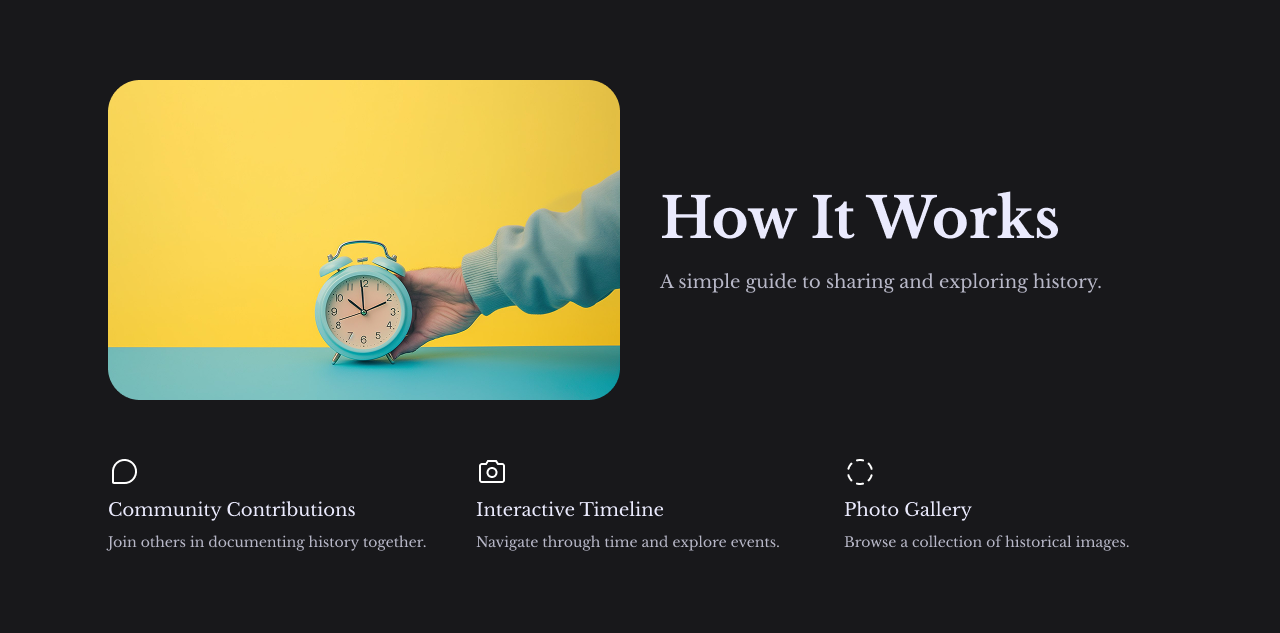 How It Works
A simple guide to sharing and exploring history.
Community Contributions
Join others in documenting history together.
Interactive Timeline
Navigate through time and explore events.
Photo Gallery
Browse a collection of historical images.